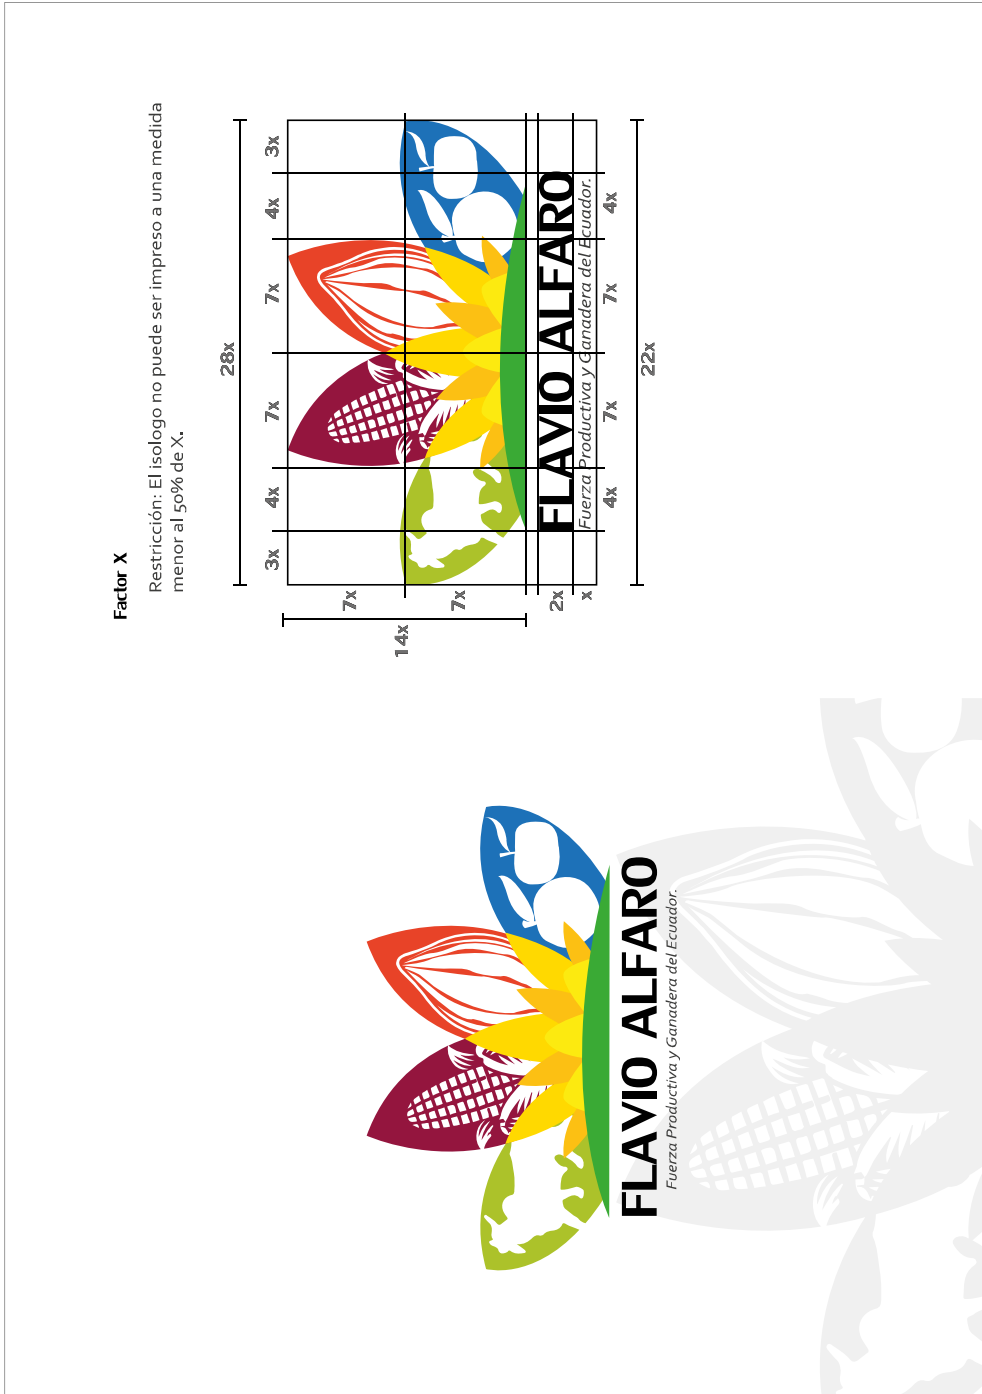 Factor X
Restricción: El isologo no puede ser impreso a una medida
menor al 50% de X.
28x
3x 4x 7x 7x 4x 3x
7x
7x
14x
2x
x
FLAVIO ALFARO
Fuerza Productiva y Ganadera del Ecuador.
4x 7x 7x 4x
22x
FLAVIO ALFARO
Fuerza Productiva y Ganadera del Ecuador.